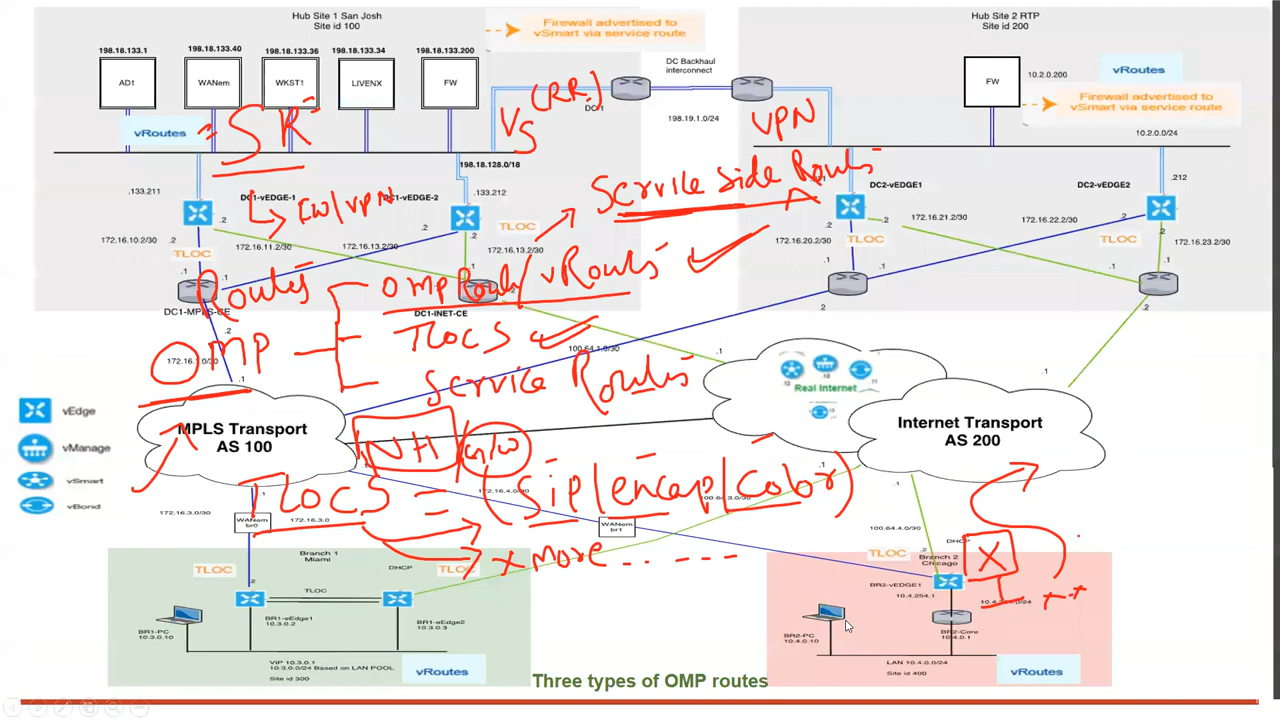 Hub Site 1 San Josh
Site id 100
Firewall advertised to
vSmart via service route
Hub Site 2 RTP
Site id 200
198.18.133.1
198.18.133.40
198.18.133.36
198.18.133.34
198.18.133.200
AD1
WANem
WKST1
LIVENX
FW
DC Backhaul
interconnect
FW
10.2.0.200
vRoutes
Firewall advertised to
vSmart via service route
198.19.1.0/24
10.2.0.0/24
vRoutes
= SR
VS
(RR)
VPN
198.18.128.0/18
.133.211
DC1-vEDGE-1
DC1-vEDGE-2
.133.212
FW/VPN
Service Side Routes
DC2-vEDGE1
DC2-vEDGE2
.212
TLOC
TLOC
TLOC
TLOC
172.16.10.2/30
172.16.11.2/30
172.16.13.2/30
172.16.13.2/30
172.16.20.2/30
172.16.21.2/30
172.16.22.2/30
172.16.23.2/30
Routes
OMP Route/vRoutes
DC1-MPLS-CE
DC1-INET-CE
OMP
TLOCS
Service Routes
100.64.1.0/30
Real Internet
vEdge
vManage
vSmart
vBond
MPLS Transport
AS 100
Internet Transport
AS 200
NH
G/W
TLOCS = (Sip/encap/Color)
172.16.3.0/30
172.16.3.0
172.16.4.0/30
WANem
br0
WANem
br1
100.64.4.0/30
DHCP
x more .. ----
X
Branch 1
Miami
TLOC
TLOC
DHCP
TLOC
Branch 2
Chicago
TLOC
BR2-vEDGE1
10.4.254.1
BR1-PC
10.3.0.10
BR1-eEdge1
10.3.0.2
BR1-eEdge2
10.3.0.3
BR2-PC
10.4.0.10
BR2-Core
10.4.0.1
VIP 10.3.0.1
10.3.0.0/24 Based on LAN POOL
Site id 300
vRoutes
LAN 10.4.0.0/24
Site id 400
vRoutes
Three types of OMP routes